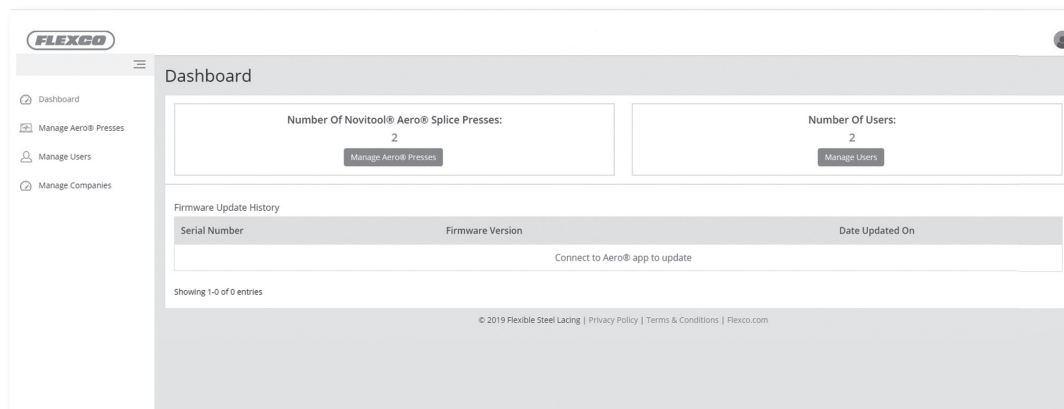 FLEXCO
Dashboard
Dashboard
Manage Aero® Presses
Manage Users
Manage Companies
Number Of Novitool® Aero® Splice Presses:
2
Manage Aero® Presses
Number Of Users:
2
Manage Users
Firmware Update History
Serial Number Firmware Version Date Updated On
Connect to Aero® app to update
Showing 1-0 of 0 entries
© 2019 Flexible Steel Lacing | Privacy Policy | Terms & Conditions | Flexco.com